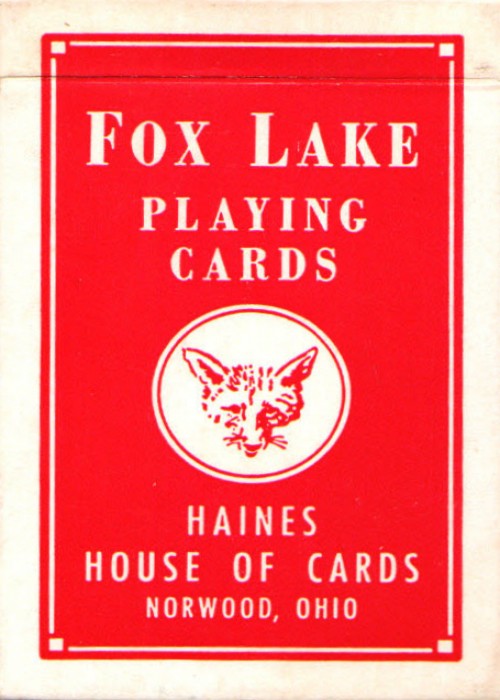 FOX LAKE
PLAYING
CARDS
HAINES
HOUSE OF CARDS
NORWOOD, OHIO